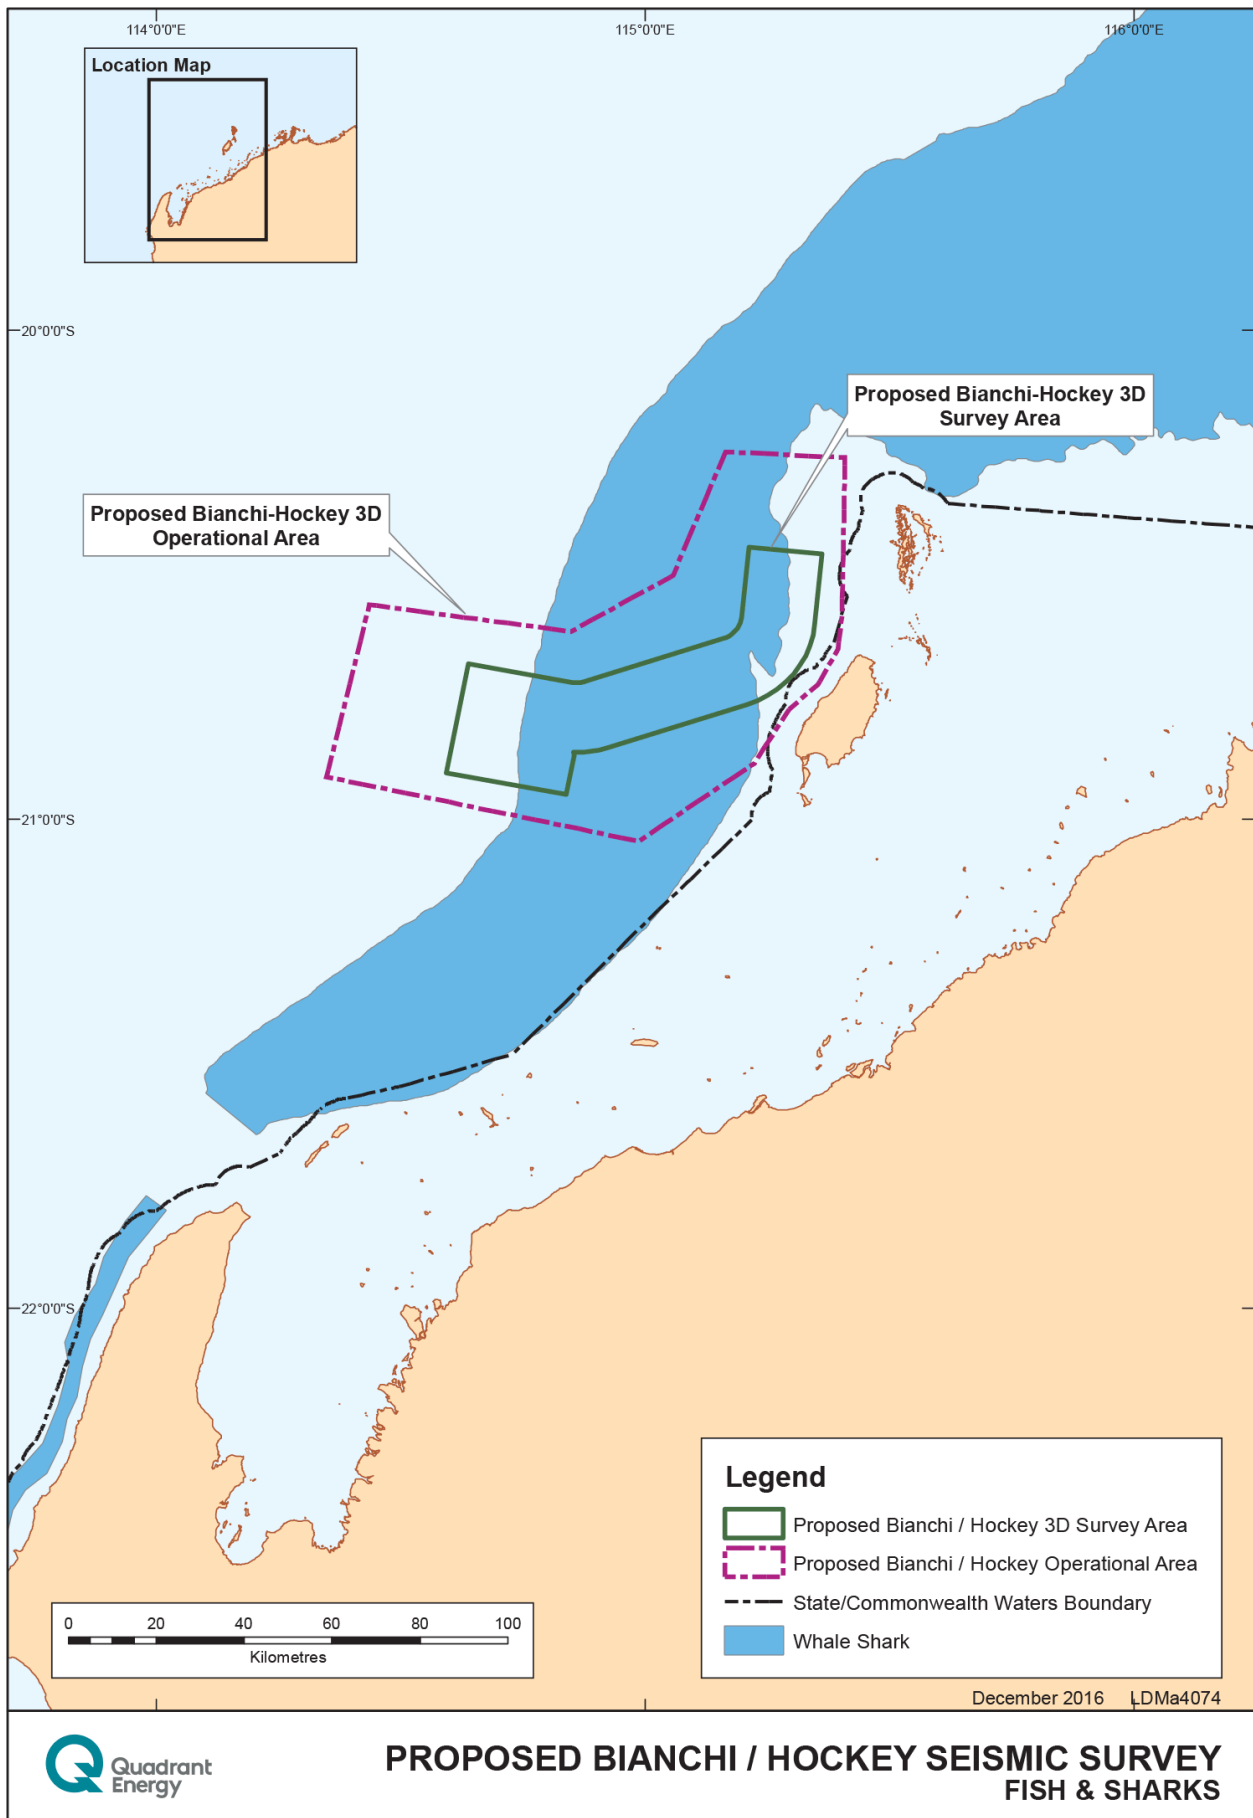 114°0'0"E
115°0'0"E
116°0'0"E
Location Map
20°0'0"S
Proposed Bianchi-Hockey 3D
Survey Area
Proposed Bianchi-Hockey 3D
Operational Area
21°0'0"S
22°0'0"S
Legend
Proposed Bianchi / Hockey 3D Survey Area
Proposed Bianchi / Hockey Operational Area
State/Commonwealth Waters Boundary
Whale Shark
0 20 40 60 80 100
Kilometres
December 2016 LDMa4074
Quadrant
Energy
PROPOSED BIANCHI / HOCKEY SEISMIC SURVEY
FISH & SHARKS